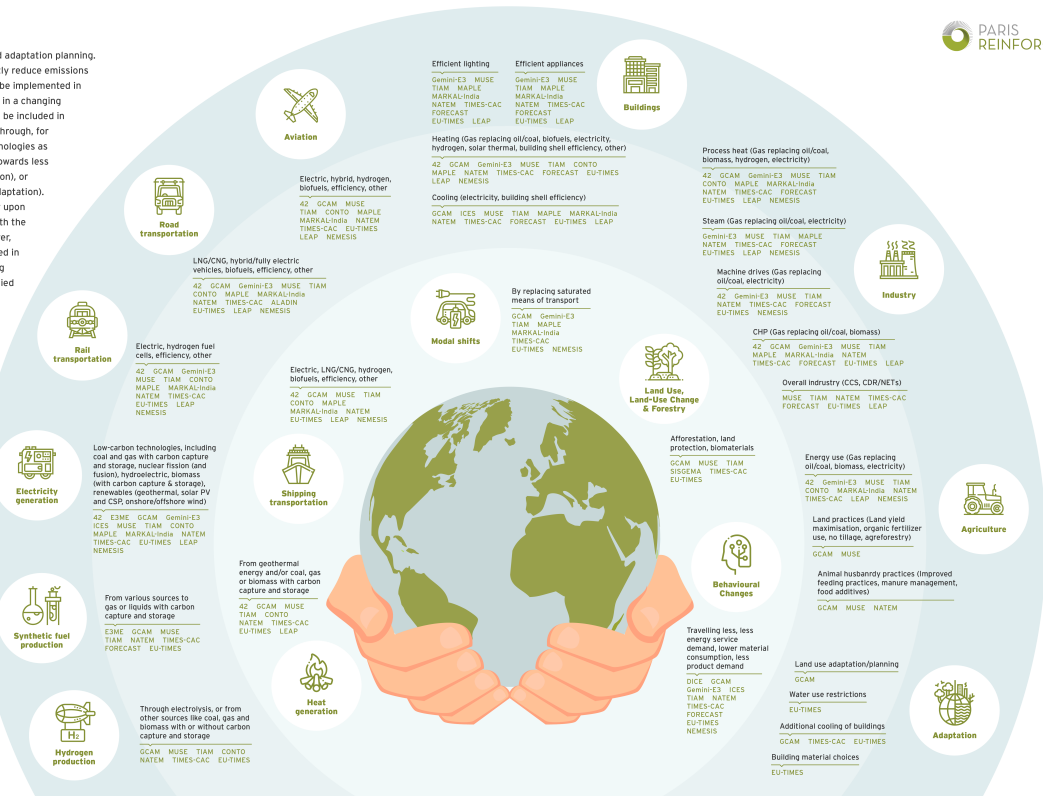 d adaptation planning.
tly reduce emissions
be implemented in
in a changing
be included in
through, for
nologies as
owards less
on), or
daptation).
upon
th the
er,
ed in
g
ied
PARIS
REINFOR
Aviation
Electric, hybrid, hydrogen,
biofuels, efficiency, other
42 GCAM MUSE
TIAM CONTO MAPLE
MARKAL-India NATEM
TIMES-CAC EU-TIMES
LEAP NEMESIS
Efficient lighting
Gemini-E3 MUSE
TIAM MAPLE
MARKAL-India
NATEM TIMES-CAC
FORECAST
EU-TIMES LEAP
Efficient appliances
Gemini-E3 MUSE
TIAM MAPLE
MARKAL-India
NATEM TIMES-CAC
FORECAST
EU-TIMES LEAP
Buildings
Heating (Gas replacing oil/coal, biofuels, electricity,
hydrogen, solar thermal, building shell efficiency, other)
42 GCAM Gemini-E3 MUSE TIAM CONTO
MAPLE NATEM TIMES-CAC FORECAST EU-TIMES
LEAP NEMESIS
Cooling (electricity, building shell efficiency)
GCAM ICES MUSE TIAM MAPLE MARKAL-India
NATEM TIMES-CAC FORECAST EU-TIMES LEAP
Process heat (Gas replacing oil/coal,
biomass, hydrogen, electricity)
42 GCAM Gemini-E3 MUSE TIAM
CONTO MAPLE MARKAL-India
NATEM TIMES-CAC FORECAST
EU-TIMES LEAP NEMESIS
Steam (Gas replacing oil/coal, electricity)
Gemini-E3 MUSE TIAM MAPLE
NATEM TIMES-CAC FORECAST
EU-TIMES LEAP NEMESIS
Machine drives (Gas replacing
oil/coal, electricity)
42 Gemini-E3 MUSE TIAM
NATEM TIMES-CAC FORECAST
EU-TIMES LEAP NEMESIS
Industry
CHP (Gas replacing oil/coal, biomass)
42 GCAM Gemini-E3 MUSE TIAM
MAPLE MARKAL-India NATEM
TIMES-CAC FORECAST EU-TIMES LEAP
Overall indrustry (CCS, CDR/NETs)
MUSE TIAM NATEM TIMES-CAC
FORECAST EU-TIMES LEAP
Road
transportation
LNG/CNG, hybrid/fully electric
vehicles, biofuels, efficiency, other
42 GCAM Gemini-E3 MUSE TIAM
CONTO MAPLE MARKAL-India
NATEM TIMES-CAC ALADIN
EU-TIMES LEAP NEMESIS
Modal shifts
By replacing saturated
means of transport
GCAM Gemini-E3
TIAM MAPLE
MARKAL-India
TIMES-CAC
EU-TIMES NEMESIS
Rail
transportation
Electric, hydrogen fuel
cells, efficiency, other
42 GCAM Gemini-E3
MUSE TIAM CONTO
MAPLE MARKAL-India
NATEM TIMES-CAC
EU-TIMES LEAP
NEMESIS
Electric, LNG/CNG, hydrogen,
biofuels, efficiency, other
42 GCAM MUSE TIAM
CONTO MAPLE
MARKAL-India NATEM
EU-TIMES LEAP NEMESIS
Shipping
transportation
Land Use,
Land-Use Change
& Forestry
Afforestation, land
protection, biomaterials
GCAM MUSE TIAM
SISGEMA TIMES-CAC
EU-TIMES
Electricity
generation
Low-carbon technologies, including
coal and gas with carbon capture
and storage, nuclear fission (and
fusion), hydroelectric, biomass
(with carbon capture & storage),
renewables (geothermal, solar PV
and CSP, onshore/offshore wind)
42 E3ME GCAM Gemini-E3
ICES MUSE TIAM CONTO
MAPLE MARKAL-India NATEM
TIMES-CAC EU-TIMES LEAP
NEMESIS
Energy use (Gas replacing
oil/coal, biomass, electricity)
42 Gemini-E3 MUSE TIAM
CONTO MARKAL-India NATEM
TIMES-CAC LEAP NEMESIS
Land practices (Land yield
maximisation, organic fertilizer
use, no tillage, agreforestry)
GCAM MUSE
Agriculture
Animal husbanrdy practices (Improved
feeding practices, manure management,
food additives)
GCAM MUSE NATEM
From geothermal
energy and/or coal, gas
or biomass with carbon
capture and storage
42 GCAM MUSE
TIAM CONTO
NATEM TIMES-CAC
EU-TIMES LEAP
Heat
generation
Synthetic fuel
production
From various sources to
gas or liquids with carbon
capture and storage
E3ME GCAM MUSE
TIAM NATEM TIMES-CAC
FORECAST EU-TIMES
Behavioural
Changes
Travelling less, less
energy service
demand, lower material
consumption, less
product demand
DICE GCAM
Gemini-E3 ICES
TIAM NATEM
TIMES-CAC
FORECAST
EU-TIMES
NEMESIS
Land use adaptation/planning
GCAM
Water use restrictions
EU-TIMES
Additional cooling of buildings
GCAM TIMES-CAC EU-TIMES
Building material choices
EU-TIMES
Adaptation
H2
Hydrogen
production
Through electrolysis, or from
other sources like coal, gas and
biomass with or without carbon
capture and storage
GCAM MUSE TIAM CONTO
NATEM TIMES-CAC EU-TIMES